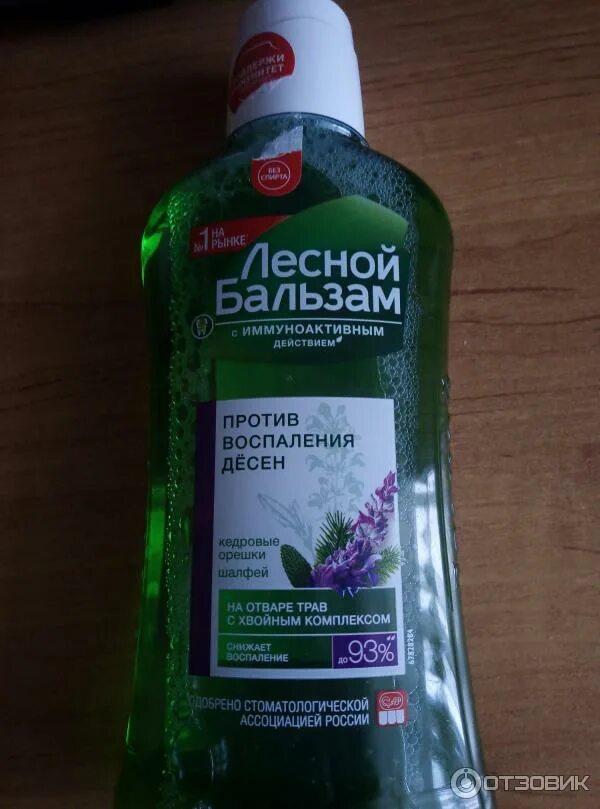 БЕЗ
СПИРТА
№1 НА
РЫНКЕ
Лесной
Бальзам
С ИММУНОАКТИВНЫМ
ДЕЙСТВИЕМ
ПРОТИВ
ВОСПАЛЕНИЯ
ДЁСЕН
кедровые
орешки
шалфей
НА ОТВАРЕ ТРАВ
С ХВОЙНЫМ КОМПЛЕКСОМ
СНИЖАЕТ
ВОСПАЛЕНИЕ
ДО 93%**
ОДОБРЕНО СТОМАТОЛОГИЧЕСКОЙ
АССОЦИАЦИЕЙ РОССИИ
67828264
ОТЗОВИК